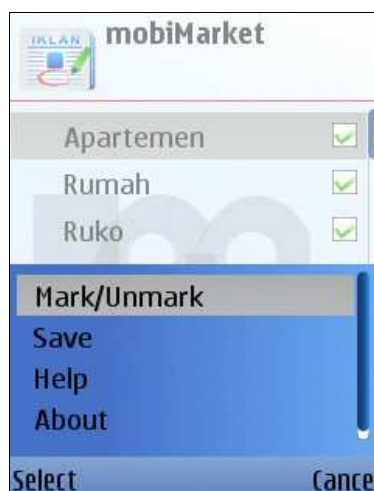 IKLAN
mobiMarket
Apartemen
Rumah
Ruko
Mark/Unmark
Save
Help
About
Select Cance